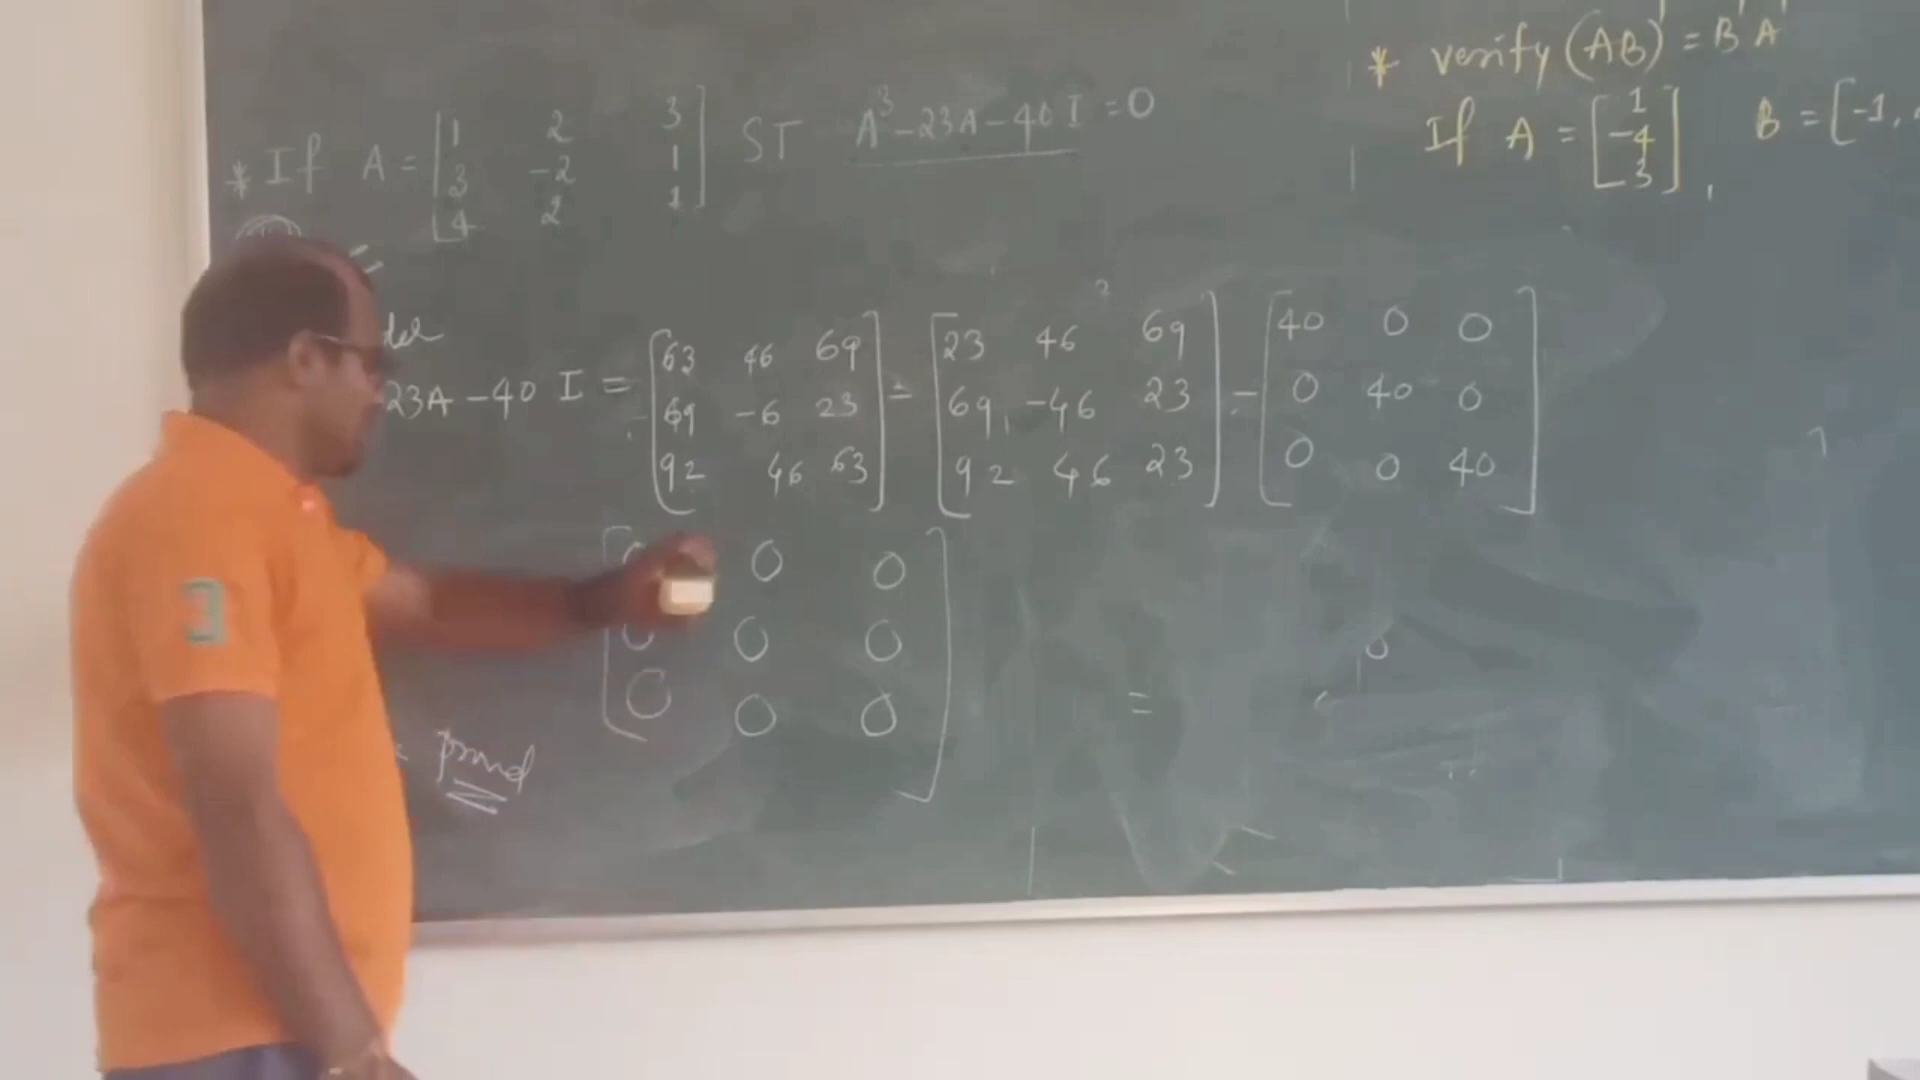 * If A = [1 2 3
3 -2 1
4 2 1] ST A³ - 23A - 40 I = 0
23A - 40 I = [63 46 69] - [23 46 69] - [40 0 0]
[69 -6 23] [69, -46 23] [0 40 0]
[92 46 63] [92 46 23] [0 0 40]
[0 0 0
0 0 0
0 0 0]
=
0
* verify (AB)' = B'A'
If A = [1
-4
3], B = [-1,
3